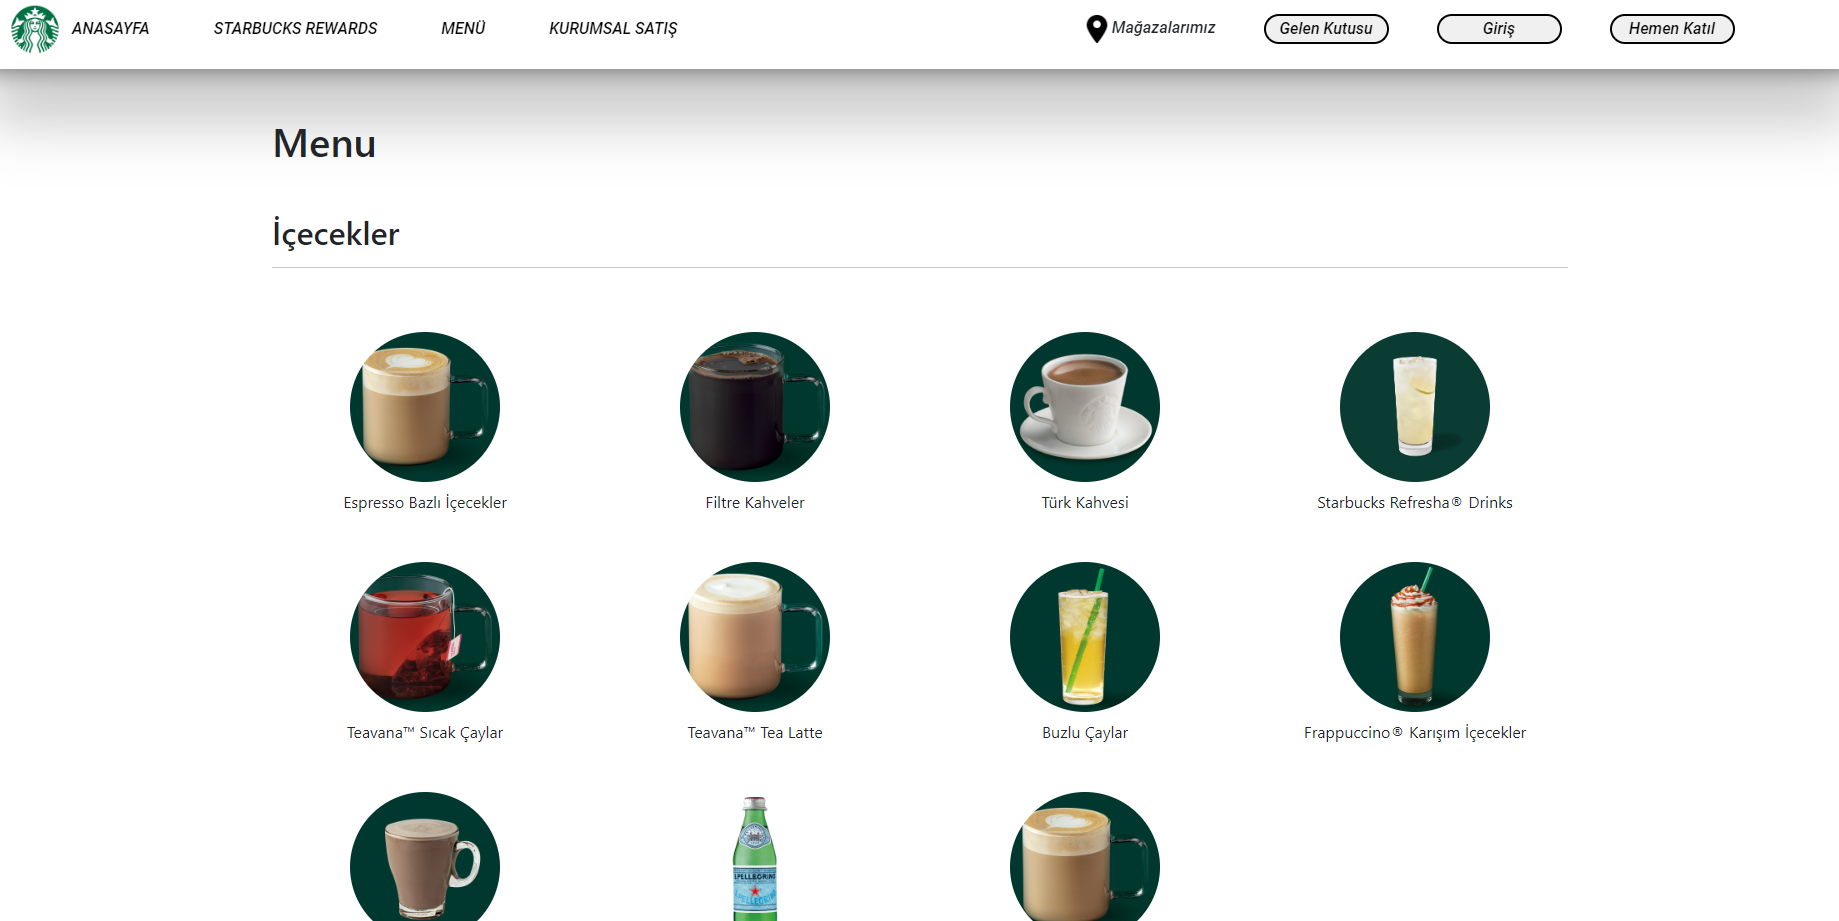 ANASAYFA STARBUCKS REWARDS MENÜ KURUMSAL SATIŞ Mağazalarımız Gelen Kutusu Giriş Hemen Katıl
Menu
İçecekler
Espresso Bazlı İçecekler Filtre Kahveler Türk Kahvesi Starbucks Refresha® Drinks
Teavana™ Sıcak Çaylar Teavana™ Tea Latte Buzlu Çaylar Frappuccino® Karışım İçecekler
S.PELLEGRINO